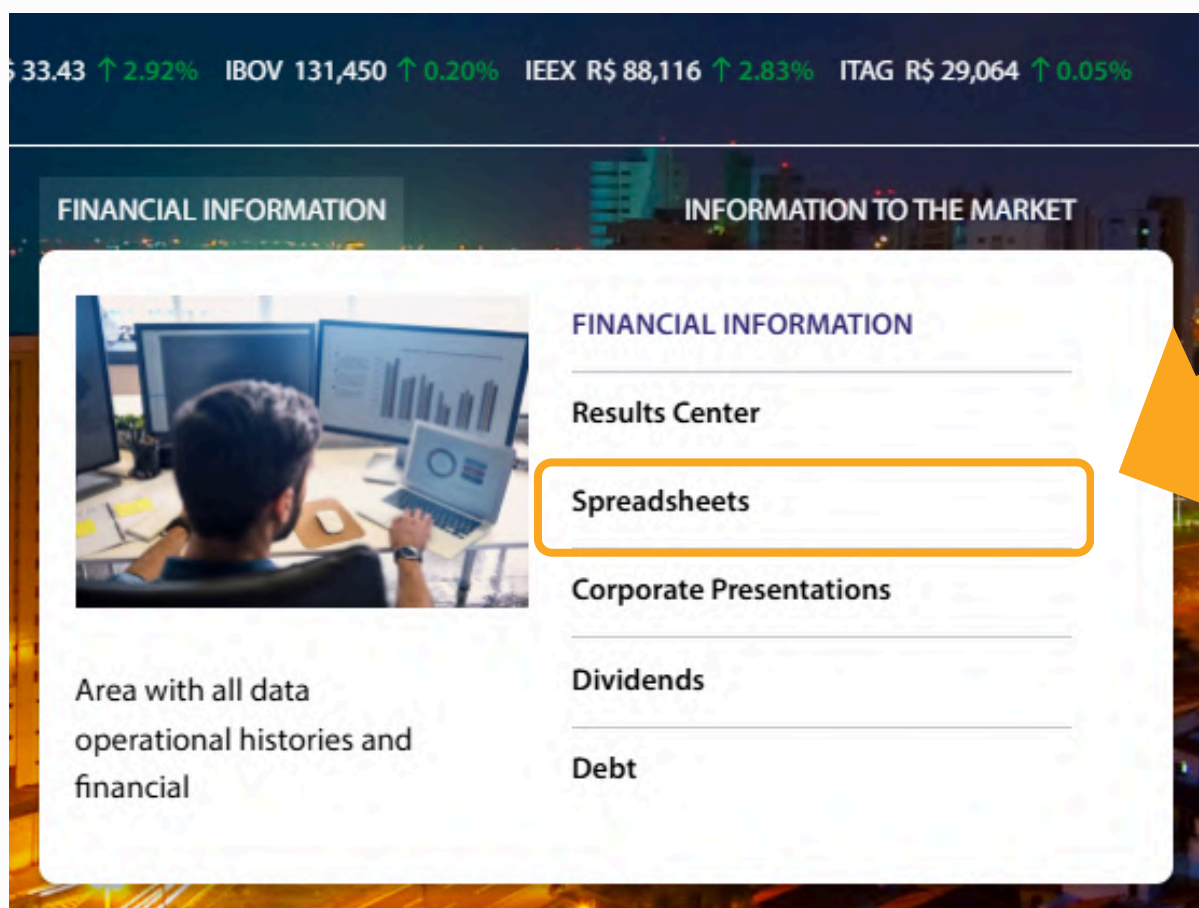 $ 33.43 ↑ 2.92% IBOV 131,450 ↑ 0.20% IEEX R$ 88,116 ↑ 2.83% ITAG R$ 29,064 ↑ 0.05%
FINANCIAL INFORMATION
INFORMATION TO THE MARKET
FINANCIAL INFORMATION
Results Center
Spreadsheets
Corporate Presentations
Dividends
Debt
Area with all data
operational histories and
financial